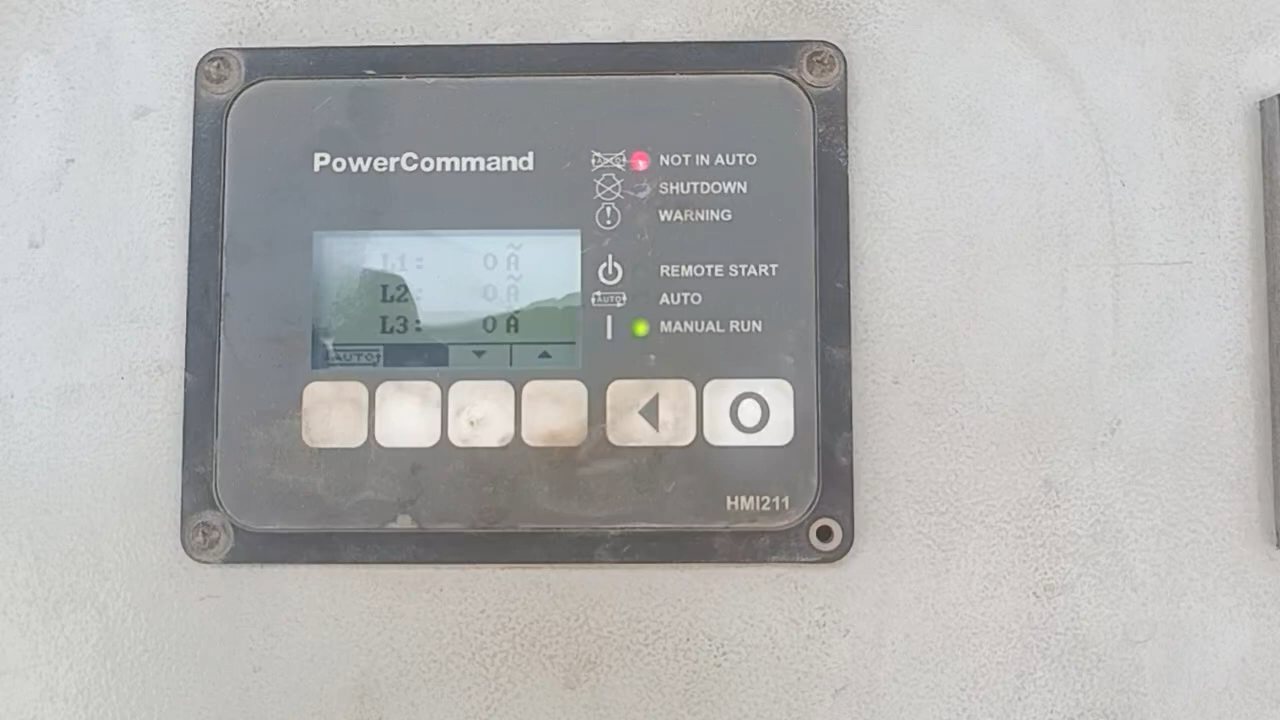 PowerCommand
NOT IN AUTO
SHUTDOWN
WARNING
L1: 0 Ã
L2: 0 Ã
L3: 0 Ã
AUTO
REMOTE START
AUTO
AUTO
MANUAL RUN
HMI211